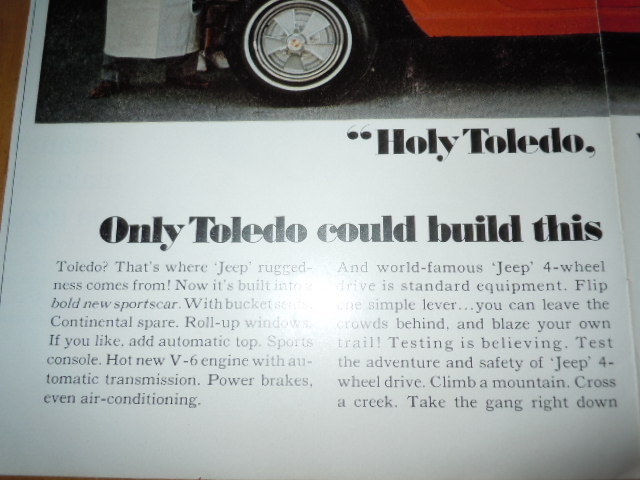 “Holy Toledo,
Only Toledo could build this
Toledo? That's where ‘Jeep’ rugged-
ness comes from! Now it's built into a
bold new sportscar. With bucket seats.
Continental spare. Roll-up windows.
If you like, add automatic top. Sports
console. Hot new V-6 engine with au-
tomatic transmission. Power brakes,
even air-conditioning.
And world-famous ‘Jeep’ 4-wheel
drive is standard equipment. Flip
one simple lever...you can leave the
crowds behind, and blaze your own
trail! Testing is believing. Test
the adventure and safety of ‘Jeep’ 4-
wheel drive. Climb a mountain. Cross
a creek. Take the gang right down